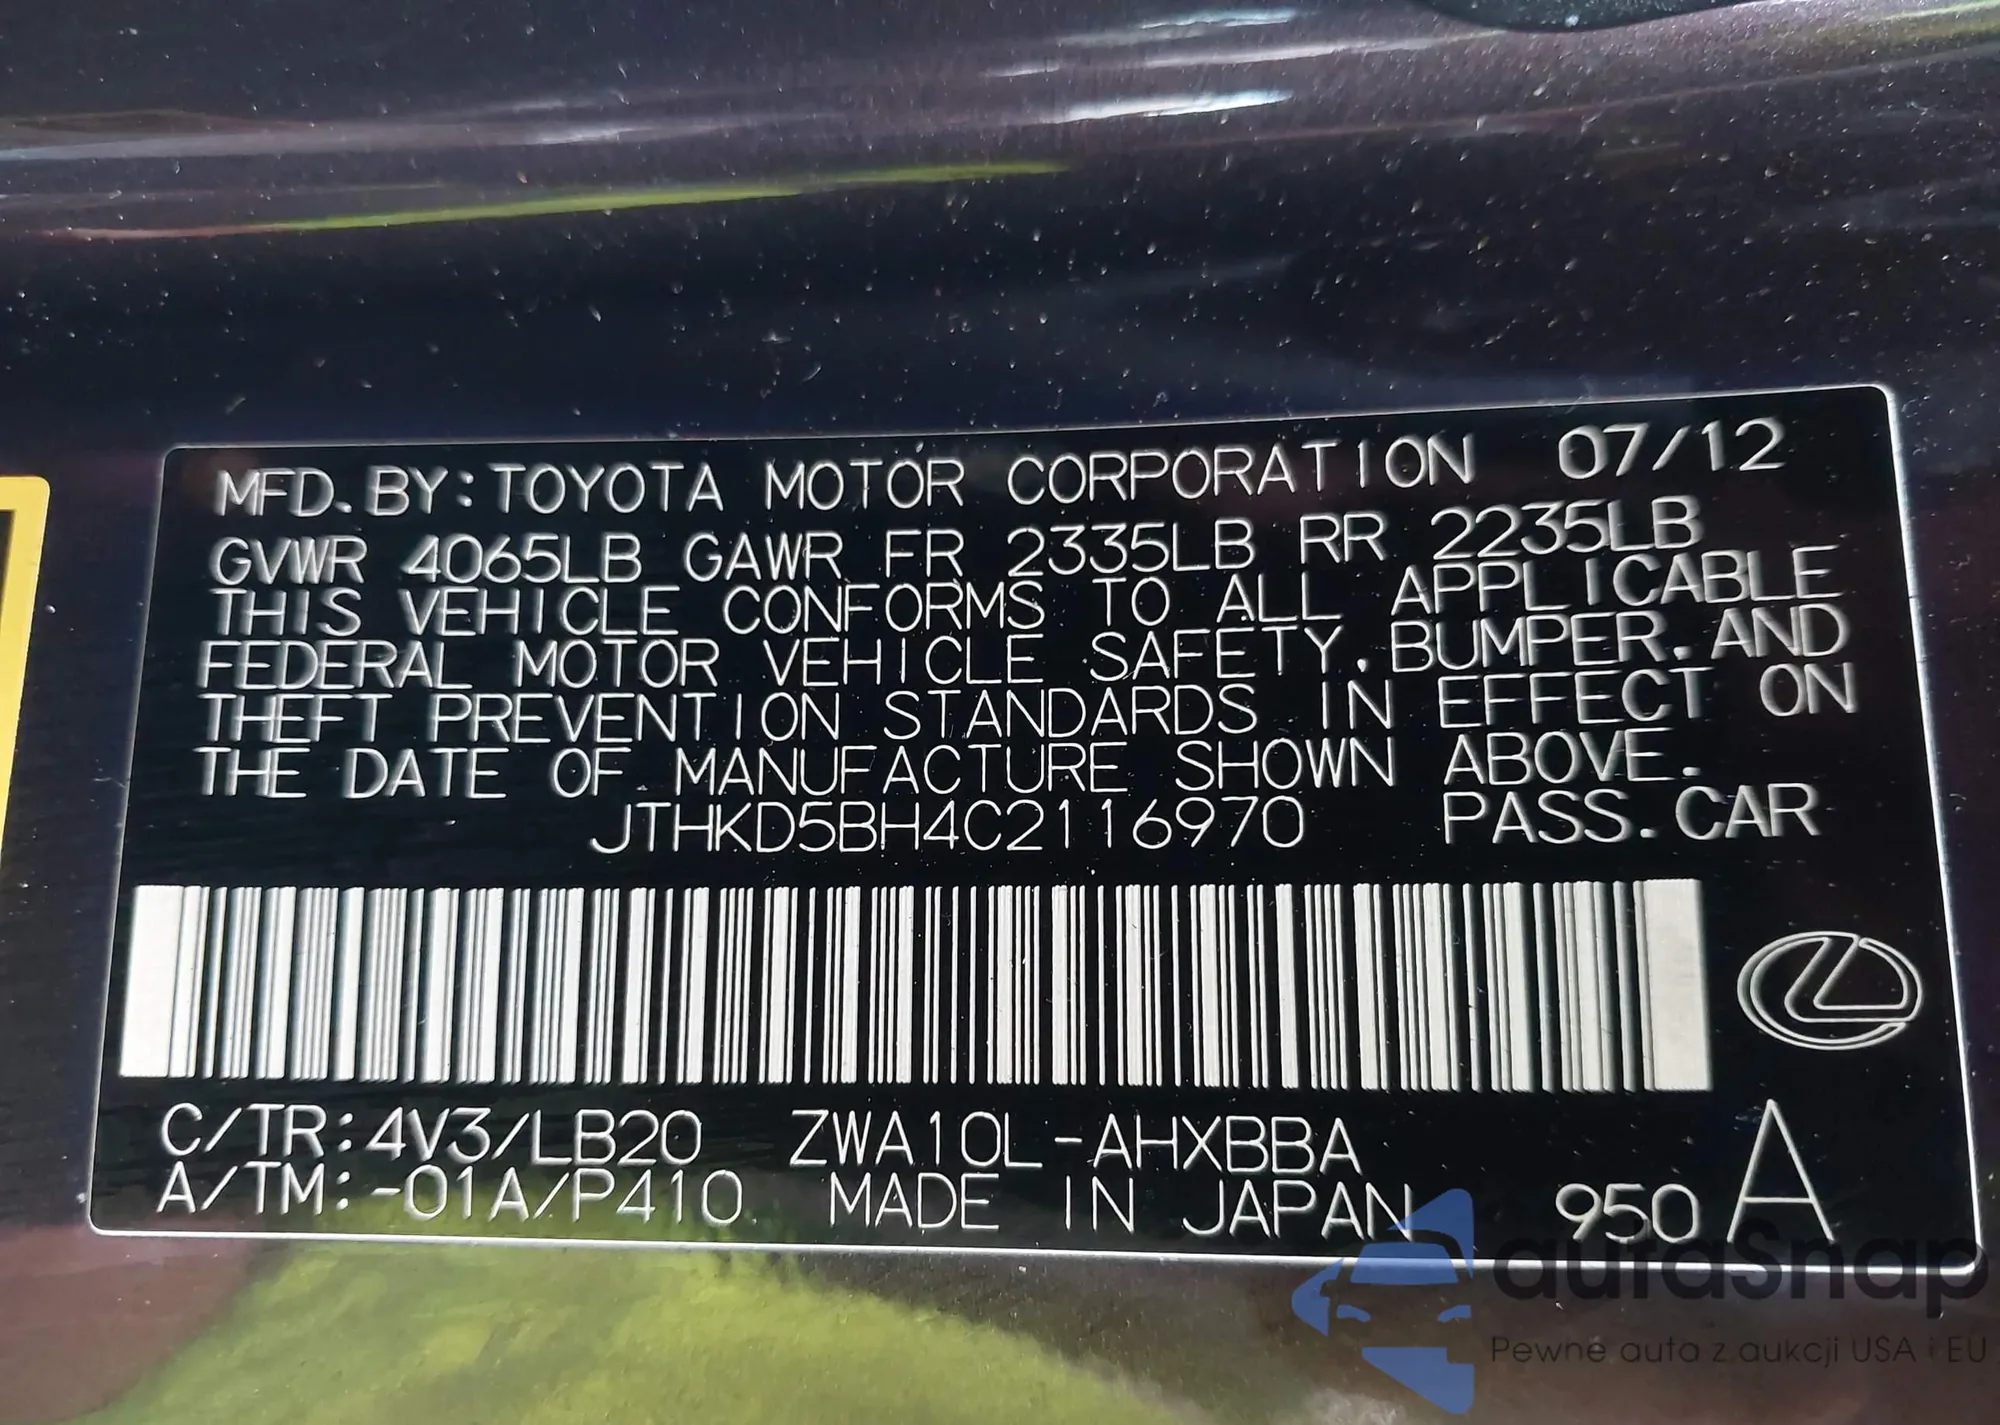 MFD.BY:TOYOTA MOTOR CORPORATION 07/12
GVWR 4065LB GAWR FR 2335LB RR 2235LB
THIS VEHICLE CONFORMS TO ALL APPLICABLE
FEDERAL MOTOR VEHICLE SAFETY,BUMPER,AND
THEFT PREVENTION STANDARDS IN EFFECT ON
THE DATE OF MANUFACTURE SHOWN ABOVE.
JTHKD5BH4C2116970 PASS.CAR
C/TR:4V3/LB20 ZWA10L-AHXBBA
A/TM:-01A/P410 MADE IN JAPAN 950 A
autaSnap
Pewne auta z aukcji USA i EU